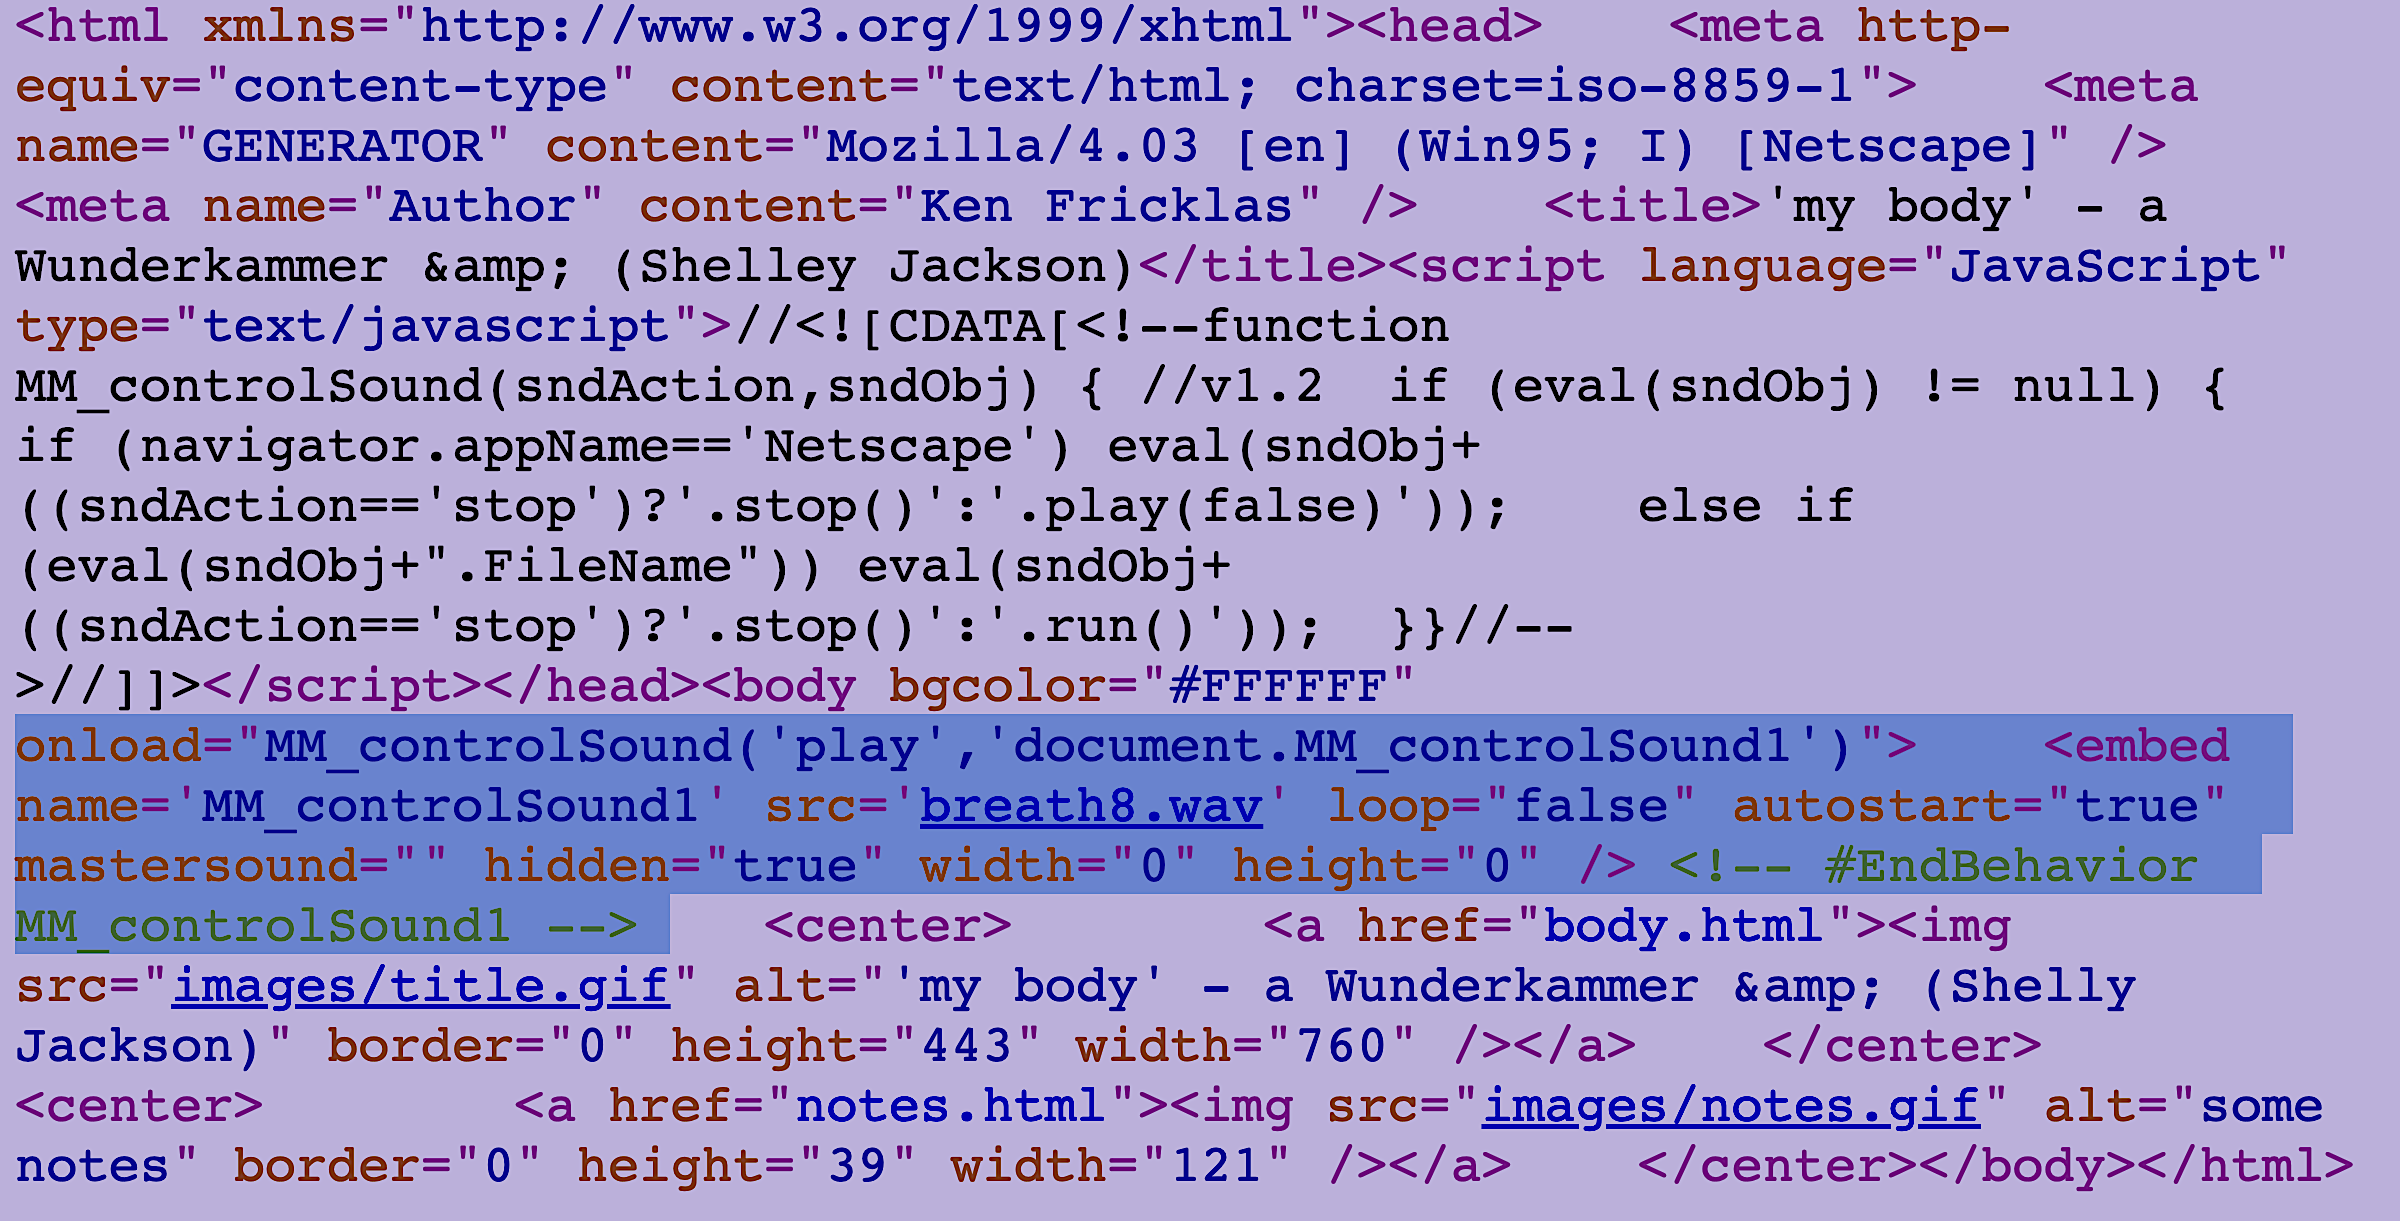 <html xmlns="http://www.w3.org/1999/xhtml"><head>    <meta http-
equiv="content-type" content="text/html; charset=iso-8859-1">    <meta
name="GENERATOR" content="Mozilla/4.03 [en] (Win95; I) [Netscape]" />
<meta name="Author" content="Ken Fricklas" />    <title>'my body' - a
Wunderkammer &amp; (Shelley Jackson)</title><script language="JavaScript"
type="text/javascript">//<![CDATA[<!--function
MM_controlSound(sndAction,sndObj) { //v1.2  if (eval(sndObj) != null) {
if (navigator.appName=='Netscape') eval(sndObj+
((sndAction=='stop')?'.stop()':'.play(false)'));    else if
(eval(sndObj+".FileName")) eval(sndObj+
((sndAction=='stop')?'.stop()':'.run()'));  }}//--
>//]]></script></head><body bgcolor="#FFFFFF"
onload="MM_controlSound('play','document.MM_controlSound1')">    <embed
name='MM_controlSound1' src='breath8.wav' loop="false" autostart="true"
mastersound="" hidden="true" width="0" height="0" /> <!-- #EndBehavior
MM_controlSound1 -->    <center>        <a href="body.html"><img
src="images/title.gif" alt="'my body' - a Wunderkammer &amp; (Shelly
Jackson)" border="0" height="443" width="760" /></a>    </center>
<center>        <a href="notes.html"><img src="images/notes.gif" alt="some
notes" border="0" height="39" width="121" /></a>    </center></body></html>